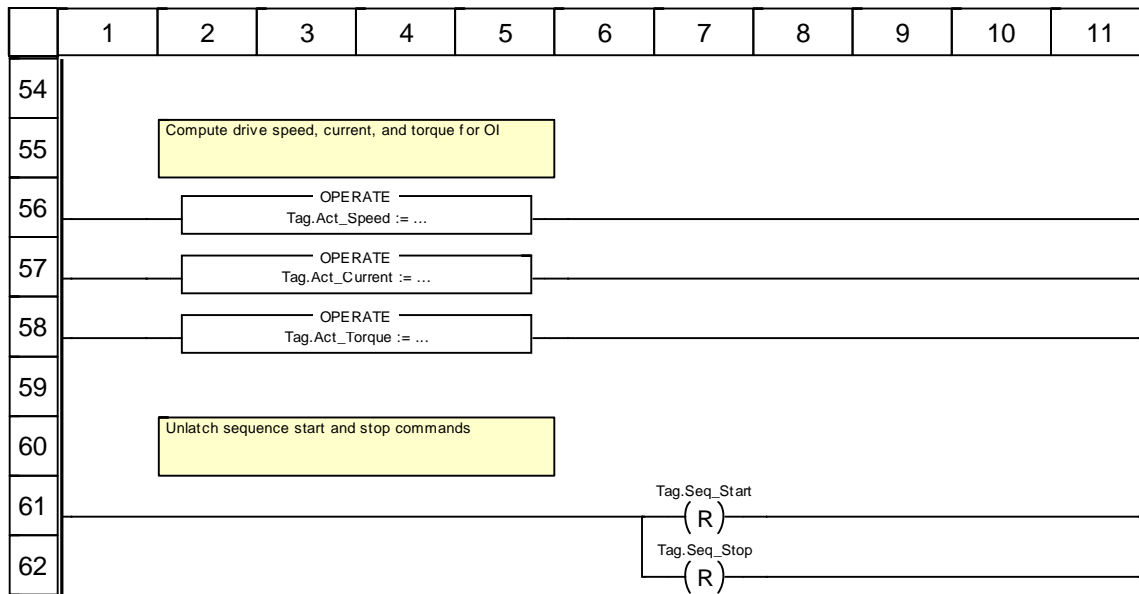 1 2 3 4 5 6 7 8 9 10 11
54
55
Compute drive speed, current, and torque for OI
56
OPERATE
Tag.Act_Speed := ...
57
OPERATE
Tag.Act_Current := ...
58
OPERATE
Tag.Act_Torque := ...
59
60
Unlatch sequence start and stop commands
61
Tag.Seq_Start
R
62
Tag.Seq_Stop
R